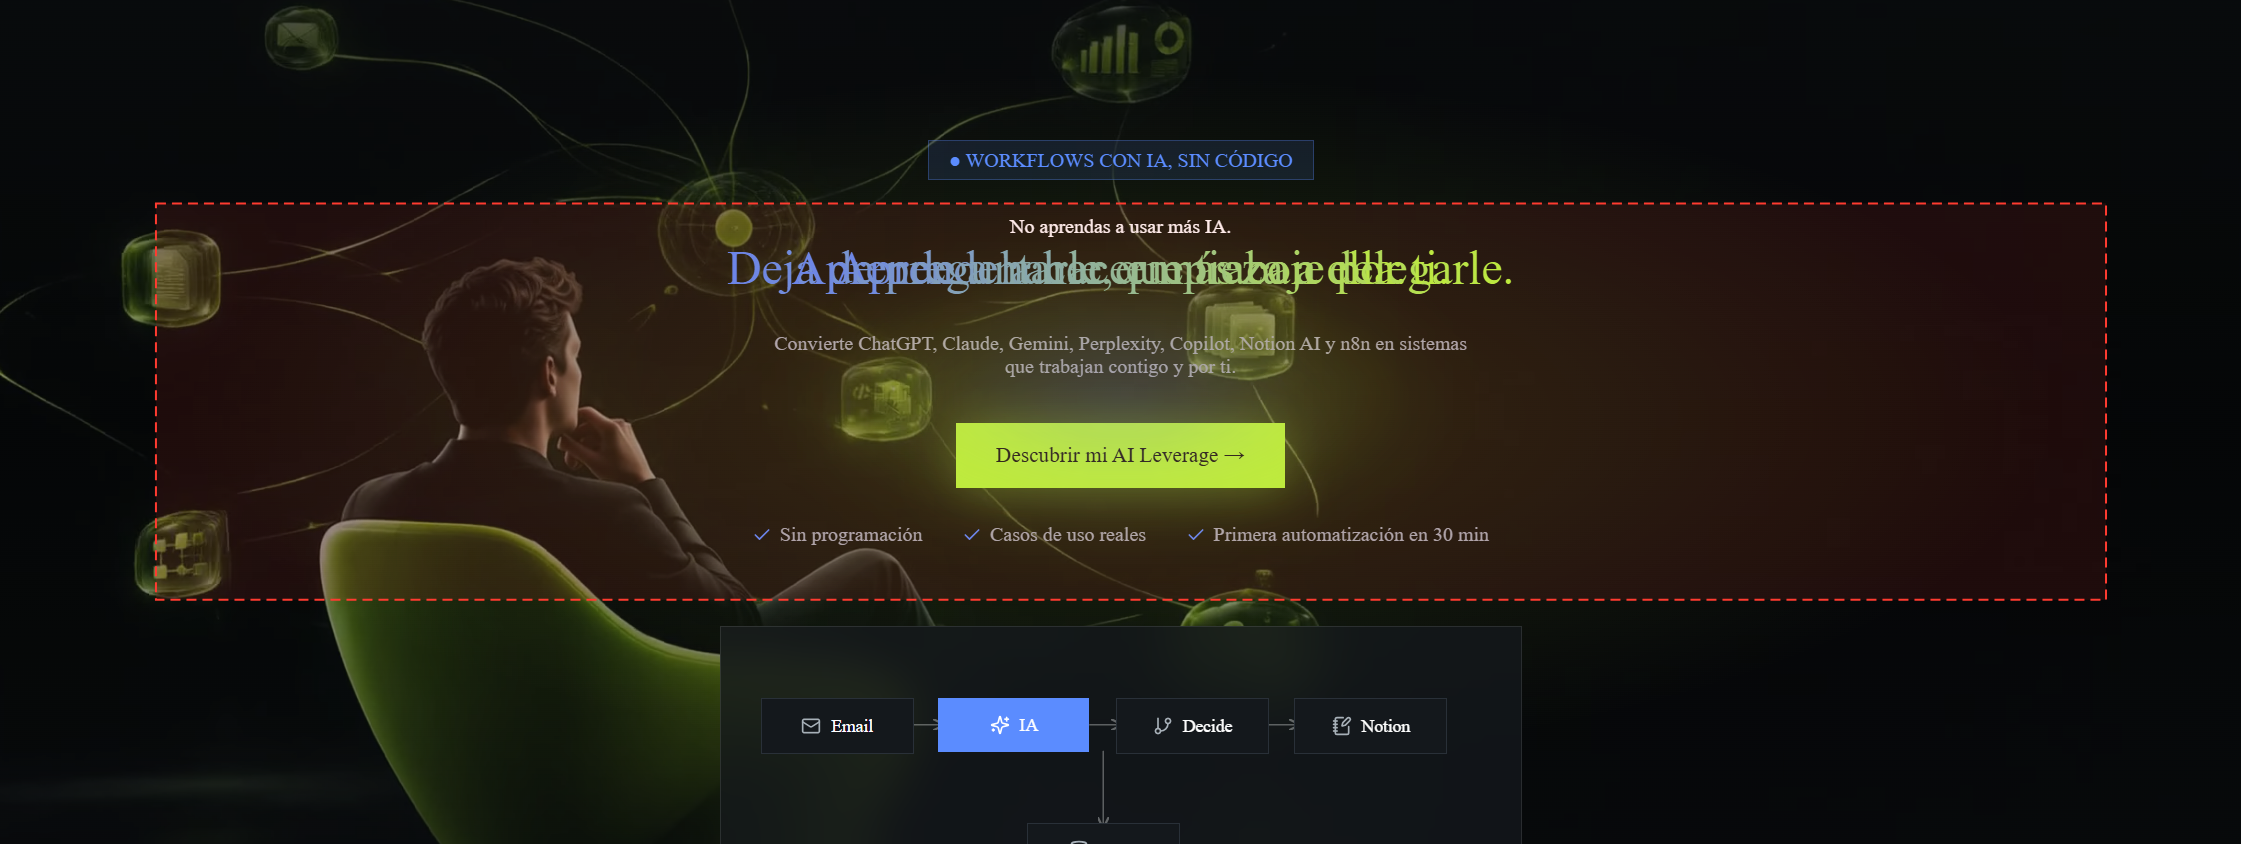 WORKFLOWS CON IA, SIN CÓDIGO
No aprendas a usar más IA.
Convierte ChatGPT, Claude, Gemini, Perplexity, Copilot, Notion AI y n8n en sistemas
que trabajan contigo y por ti.
Descubrir mi AI Leverage →
Sin programación
Casos de uso reales
Primera automatización en 30 min
Email
IA
Decide
Notion